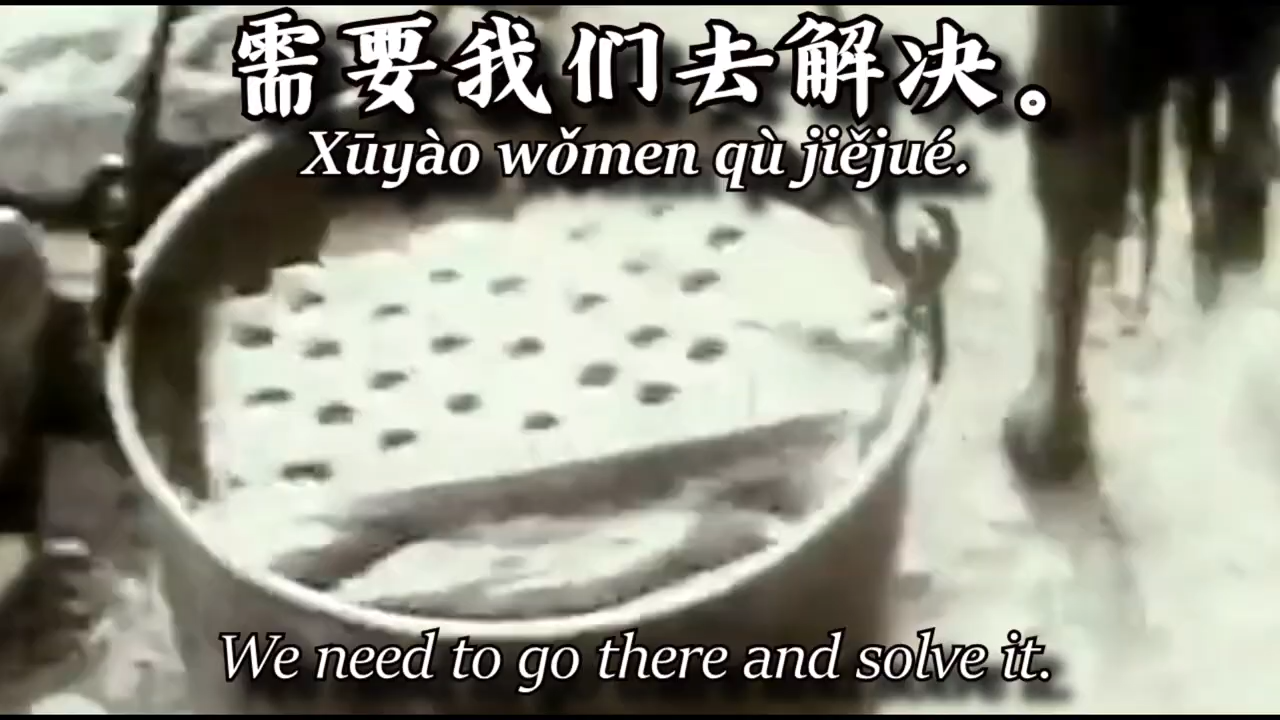 需要我们去解决。
Xūyào wǒmen qù jiějué.
We need to go there and solve it.